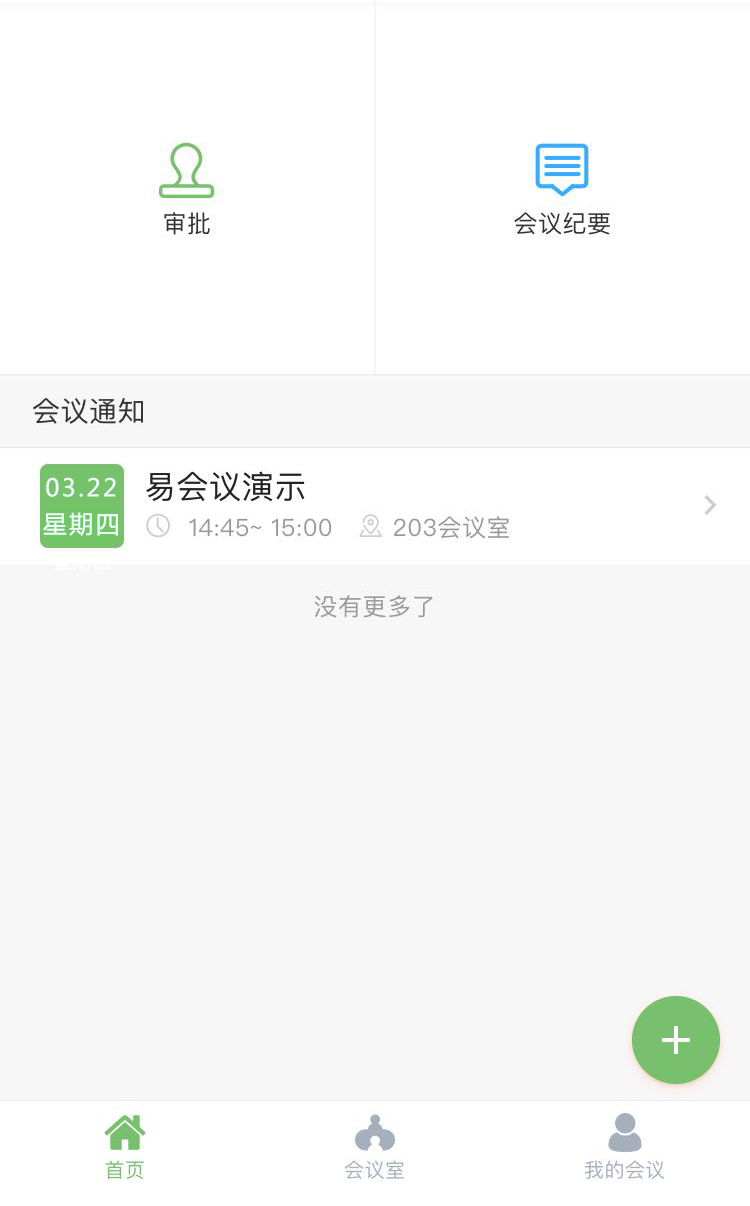 审批
会议纪要
会议通知
03.22
星期四
易会议演示
14:45~ 15:00
203会议室
没有更多了
首页
会议室
我的会议